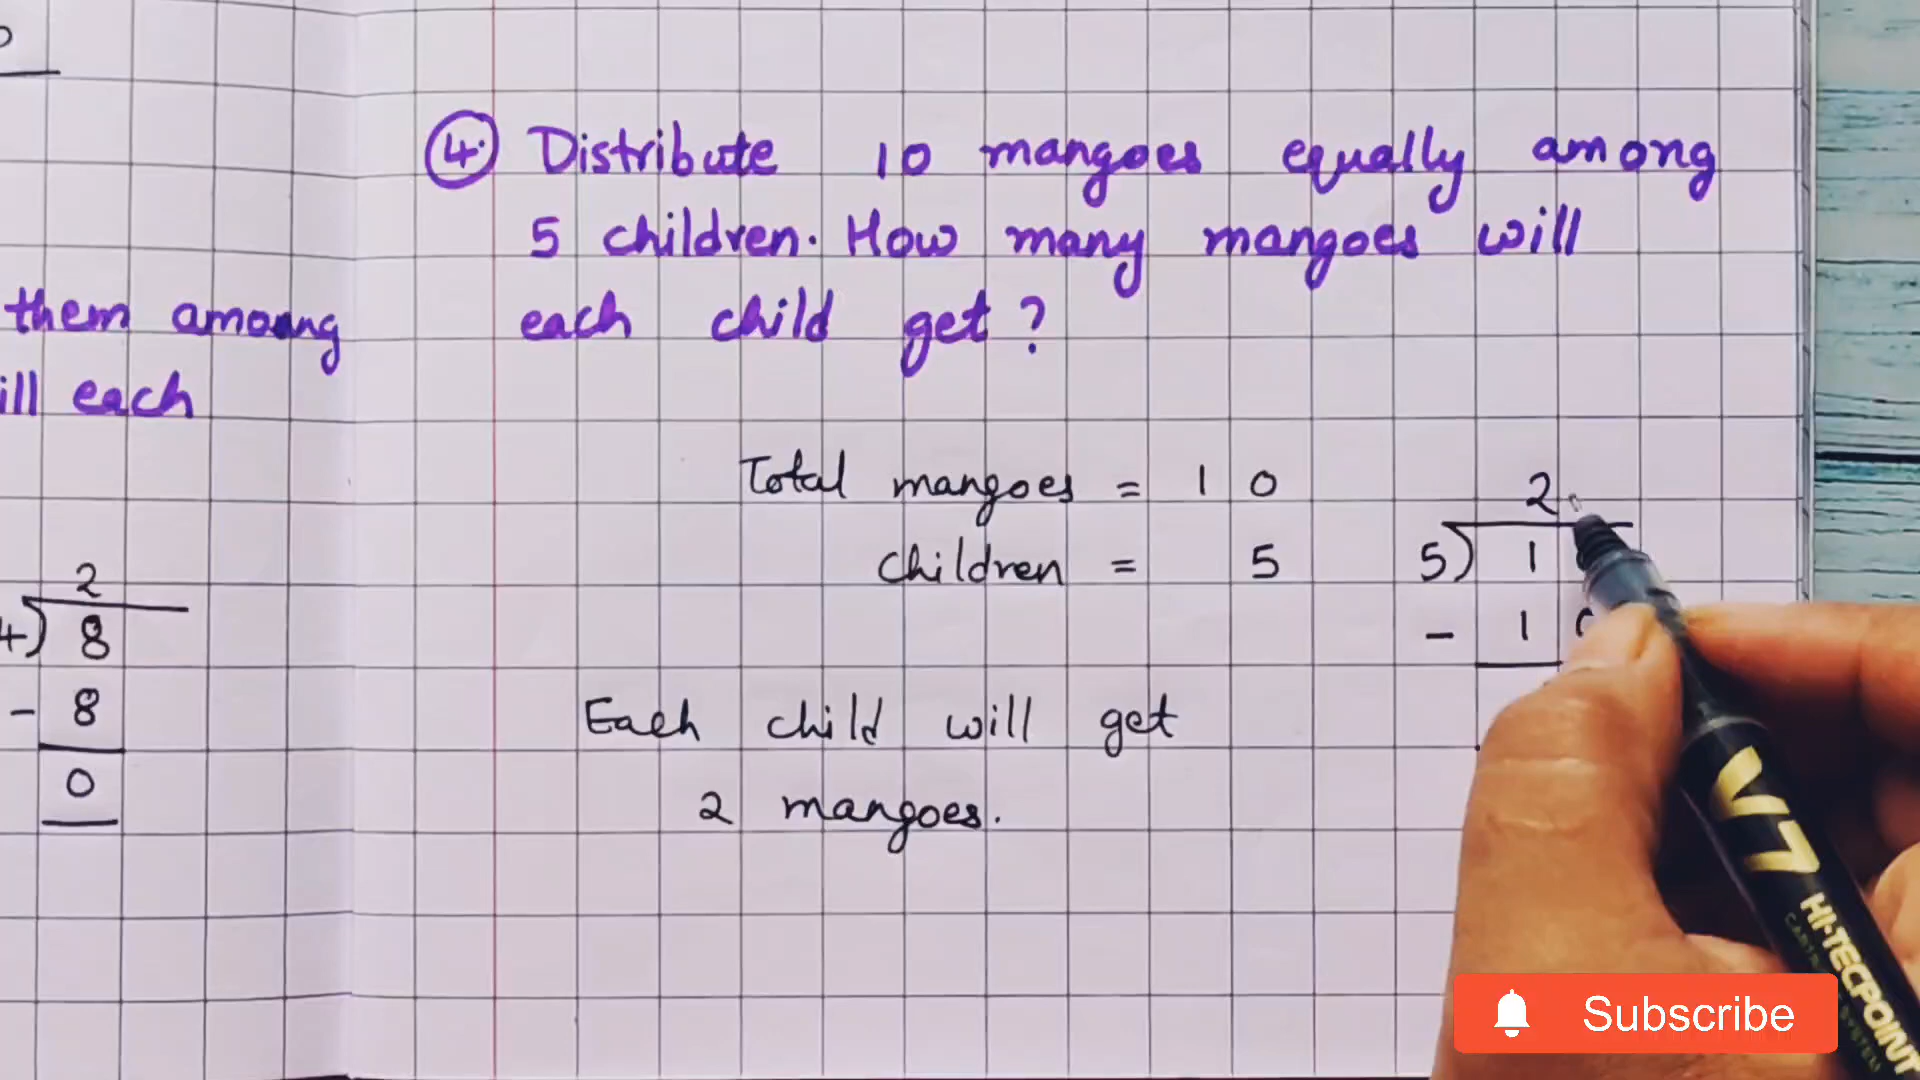 them among
ill each
2
4) 8
- 8
0
4. Distribute 10 mangoes equally among
5 children. How many mangoes will
each child get?
Total mangoes = 10
children = 5
Each child will get
2 mangoes.
2
5) 1
- 1
V7
HI-TECPOINT
Subscribe